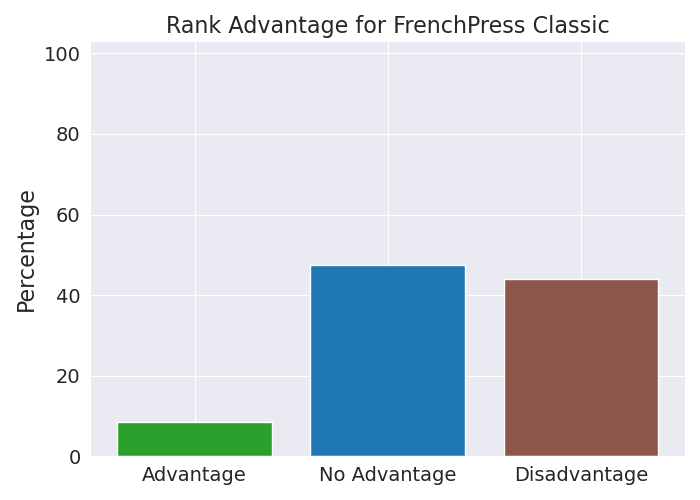 Rank Advantage for FrenchPress Classic
Percentage
100
80
60
40
20
0
Advantage
No Advantage
Disadvantage